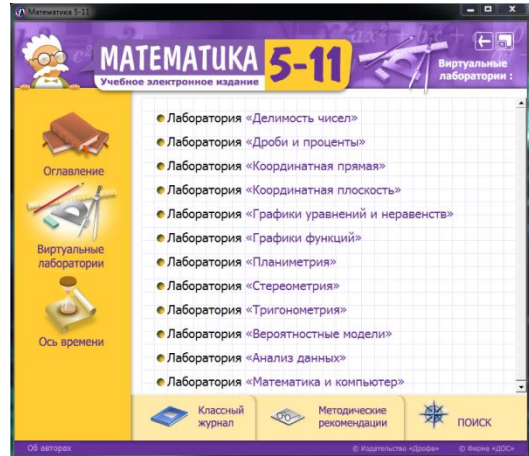 Математика 5-11
МАТЕМАТИКА 5-11
Учебное электронное издание
Виртуальные
лаборатории :
Оглавление
Виртуальные
лаборатории
Ось времени
Лаборатория «Делимость чисел»
Лаборатория «Дроби и проценты»
Лаборатория «Координатная прямая»
Лаборатория «Координатная плоскость»
Лаборатория «Графики уравнений и неравенств»
Лаборатория «Графики функций»
Лаборатория «Планиметрия»
Лаборатория «Стереометрия»
Лаборатория «Тригонометрия»
Лаборатория «Вероятностные модели»
Лаборатория «Анализ данных»
Лаборатория «Математика и компьютер»
Классный
журнал
Методические
рекомендации
ПОИСК
Об авторах
© Издательство «Дрофа»
© Фирма «ДОС»